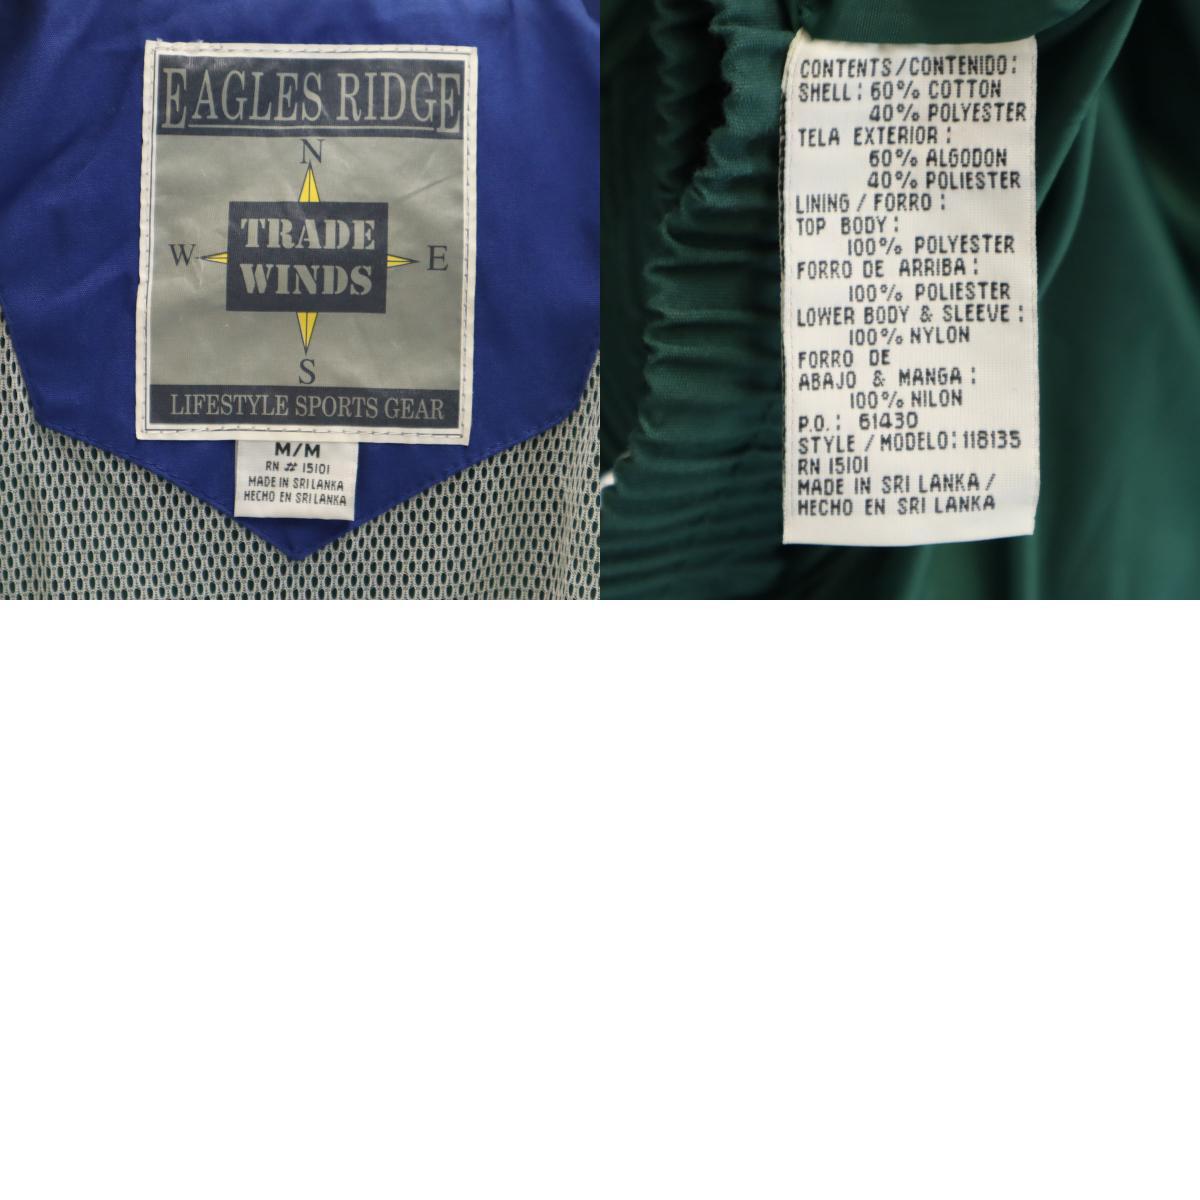 EAGLES RIDGE
N
W
TRADE
WINDS
E
S
LIFESTYLE SPORTS GEAR
M/M
RN # 15101
MADE IN SRI LANKA
HECHO EN SRI LANKA
CONTENTS/CONTENIDO:
SHELL: 60% COTTON
40% POLYESTER
TELA EXTERIOR:
60% ALGODON
40% POLIESTER
LINING / FORRO :
TOP BODY:
100% POLYESTER
FORRO DE ARRIBA:
100% POLIESTER
LOWER BODY & SLEEVE :
100% NYLON
FORRO DE
ABAJO & MANGA:
100% NILON
P.O.: 61430
STYLE / MODELO: 118135
RN 15101
MADE IN SRI LANKA /
HECHO EN SRI LANKA